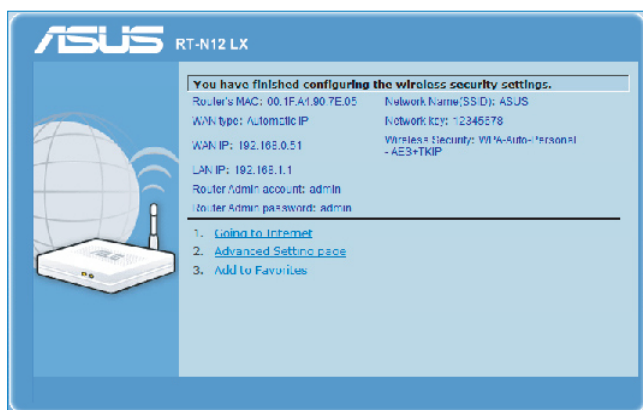 ASUS RT-N12 LX
You have finished configuring the wireless security settings.
Router's MAC: 00.1F.A4.90.7E.05 Network Name(SSID): ASUS
WAN type: Automatic IP Network key: 12345678
WAN IP: 192.168.0.51 Wireless Security: WPA-Auto-Personal
- AES+TKIP
LAN IP: 192.168.1.1
Router Admin account: admin
Router Admin password: admin
1. Going to Internet
2. Advanced Setting page
3. Add to Favorites